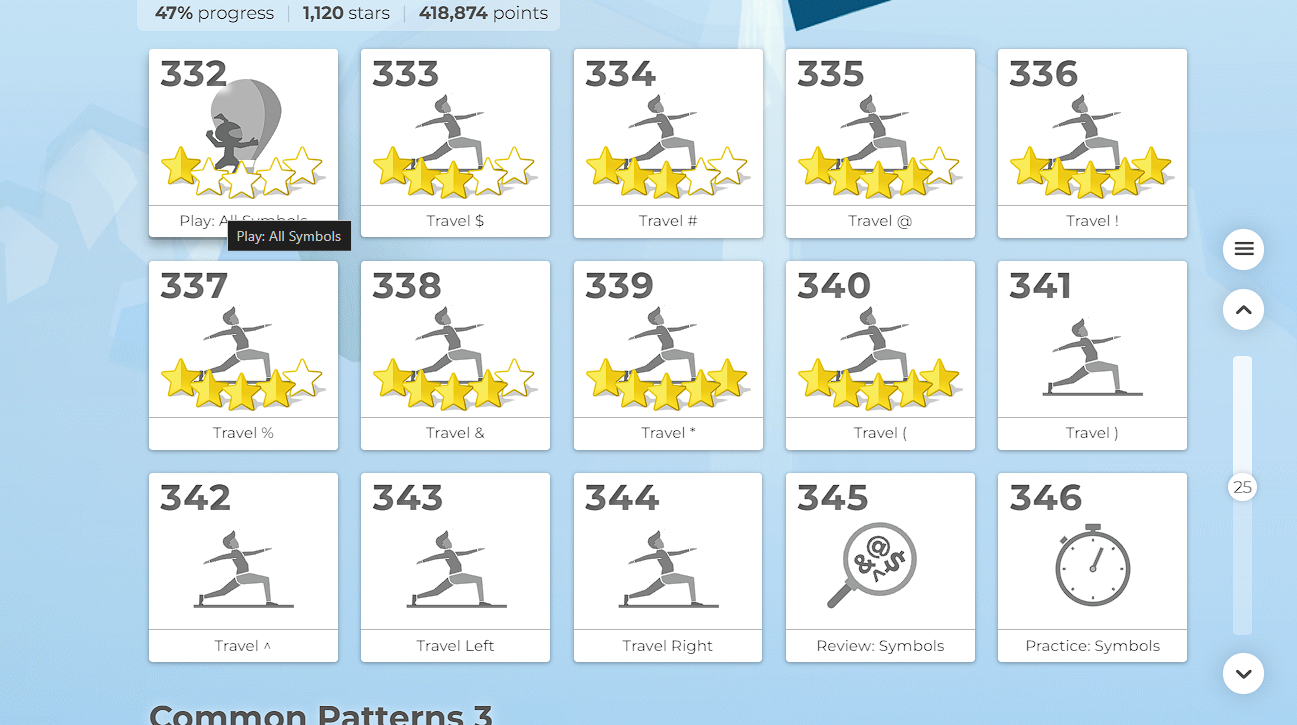 47% progress 1,120 stars 418,874 points
332 333 334 335 336
Play: All Symbols Travel $ Travel # Travel @ Travel !
Play: All Symbols
337 338 339 340 341
Travel % Travel & Travel * Travel ( Travel )
25
342 343 344 345 346
@ & $ ^
Travel ^ Travel Left Travel Right Review: Symbols Practice: Symbols
Common Patterns 3